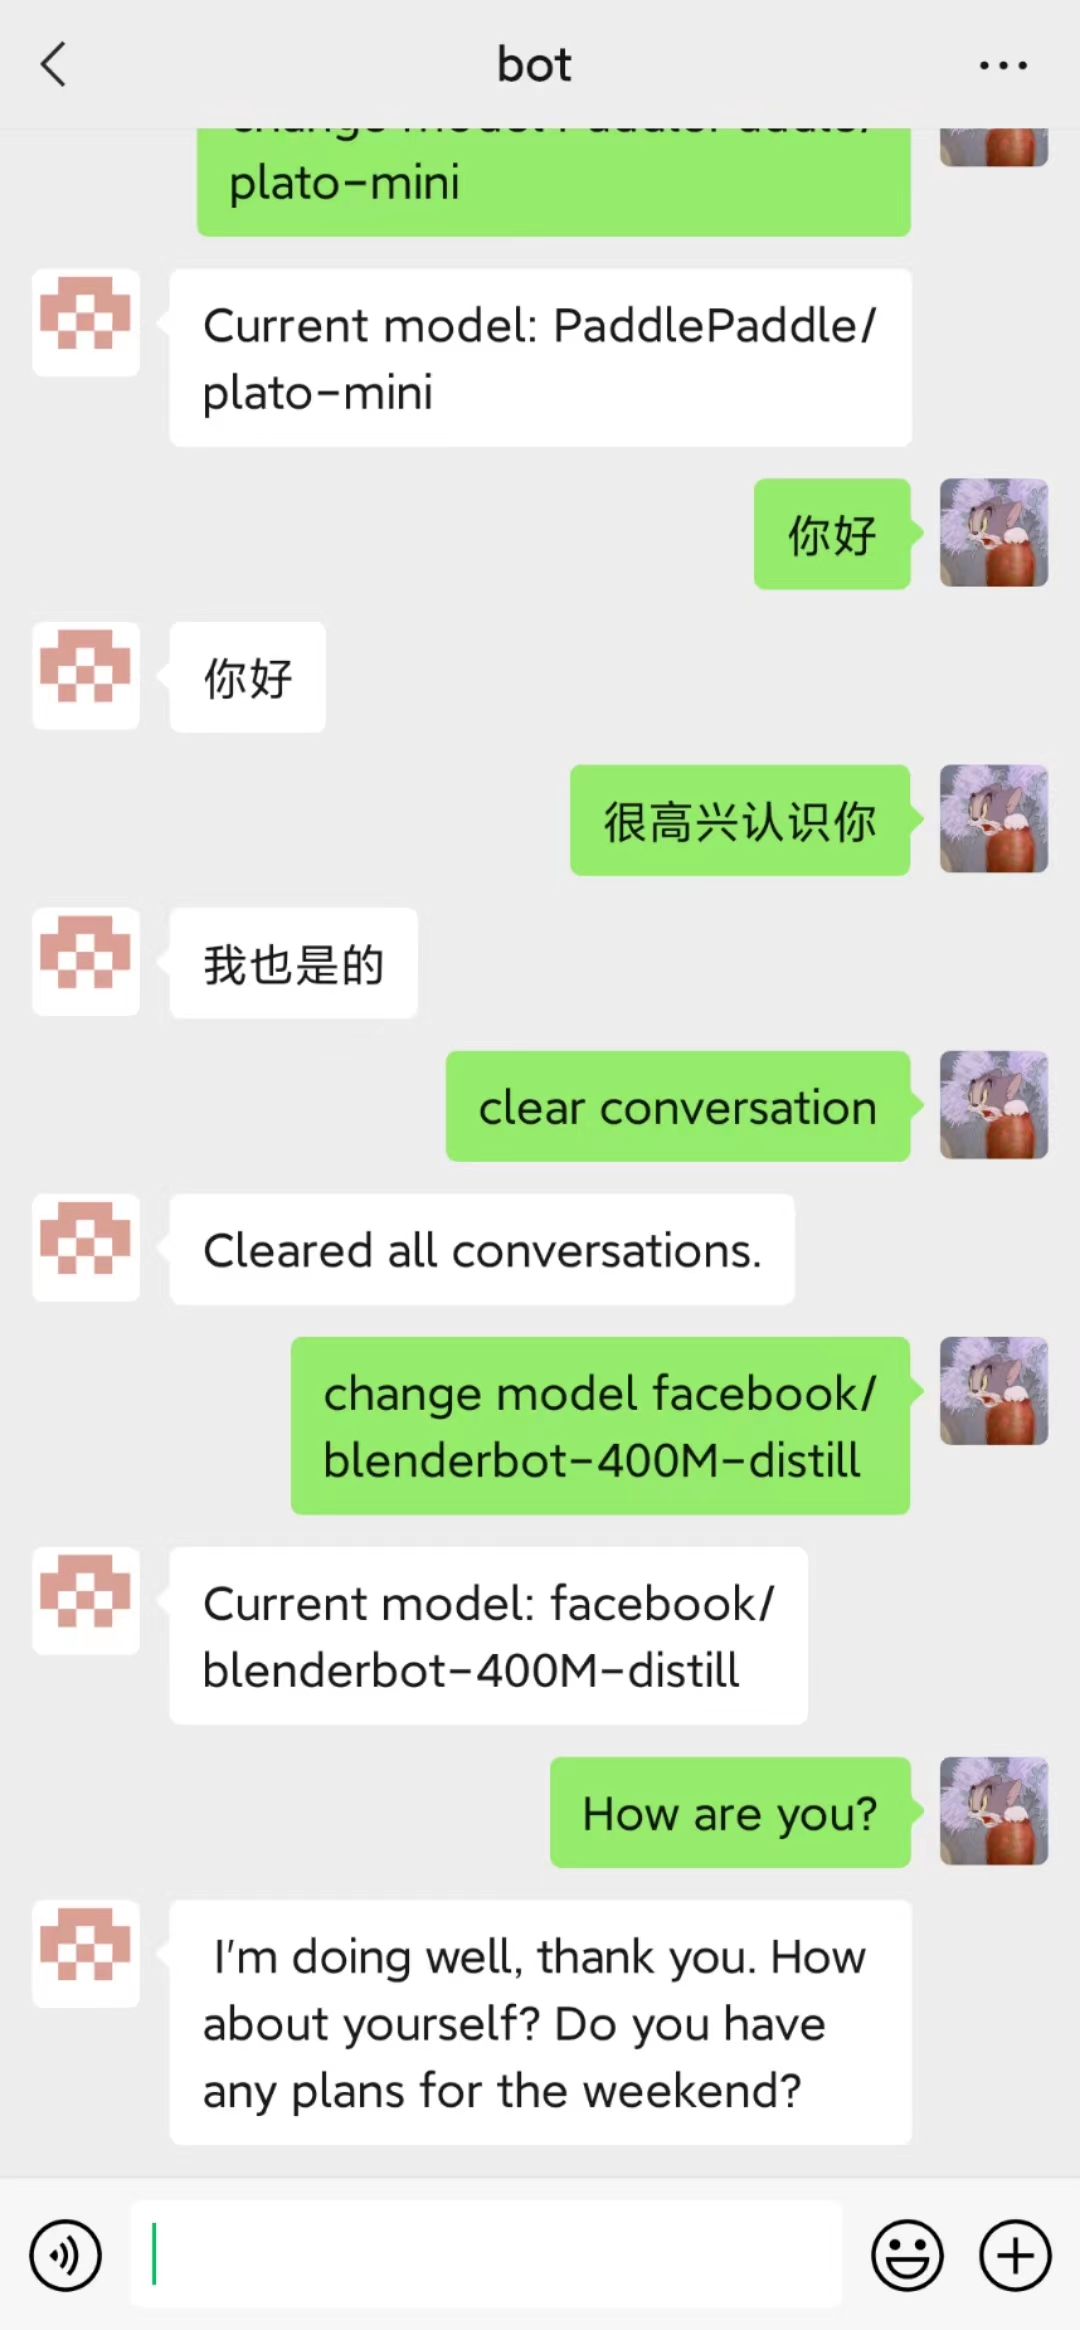 bot
change model PaddlePaddle/
plato-mini
Current model: PaddlePaddle/
plato-mini
你好
你好
很高兴认识你
我也是的
clear conversation
Cleared all conversations.
change model facebook/
blenderbot-400M-distill
Current model: facebook/
blenderbot-400M-distill
How are you?
I'm doing well, thank you. How
about yourself? Do you have
any plans for the weekend?